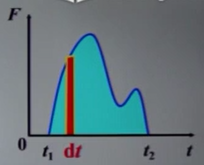 F
0 t₁ dt t₂ t